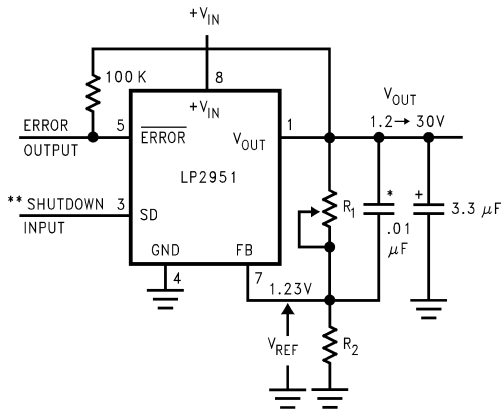 +VIN
100 K
8
+VIN
ERROR
OUTPUT
5
ERROR
VOUT
1
VOUT
1.2→30V
LP2951
** SHUTDOWN
INPUT
3
SD
R1
*
.01
μF
+
3.3 μF
GND
FB
4
7
1.23V
VREF
R2